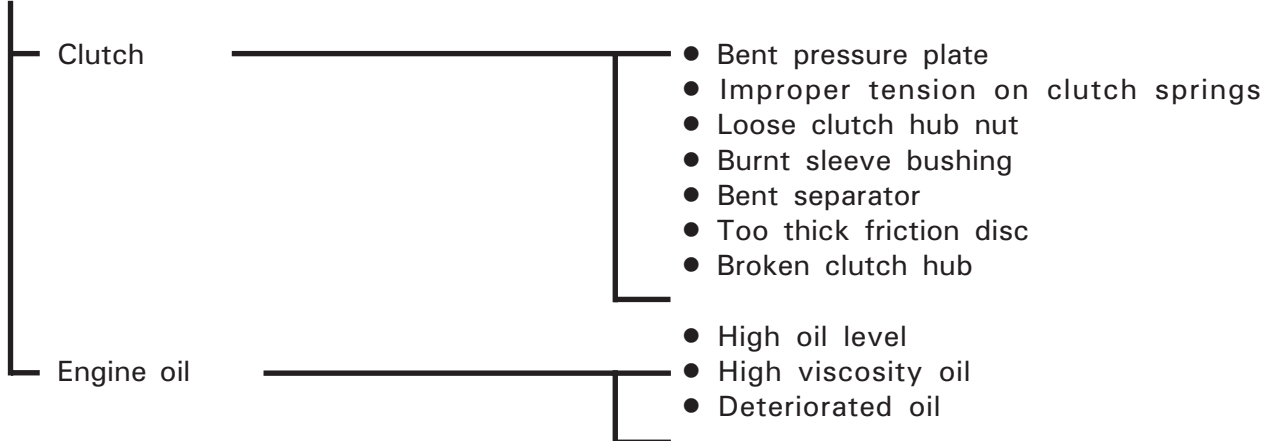 Clutch
● Bent pressure plate
● Improper tension on clutch springs
● Loose clutch hub nut
● Burnt sleeve bushing
● Bent separator
● Too thick friction disc
● Broken clutch hub
● High oil level
Engine oil
● High viscosity oil
● Deteriorated oil